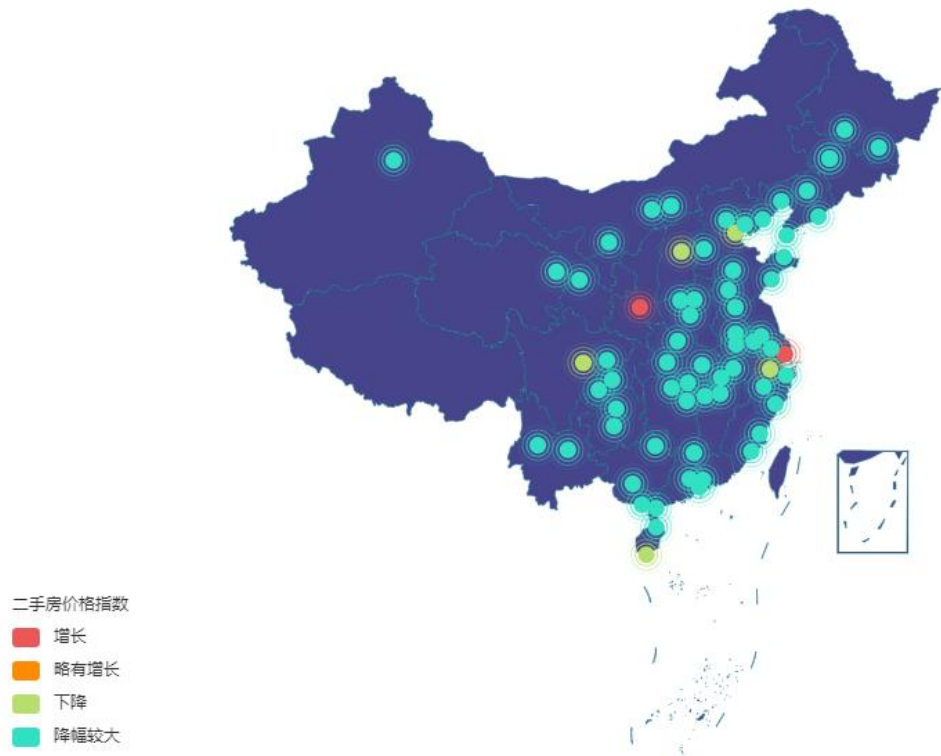 二手房价格指数
增长
略有增长
下降
降幅较大